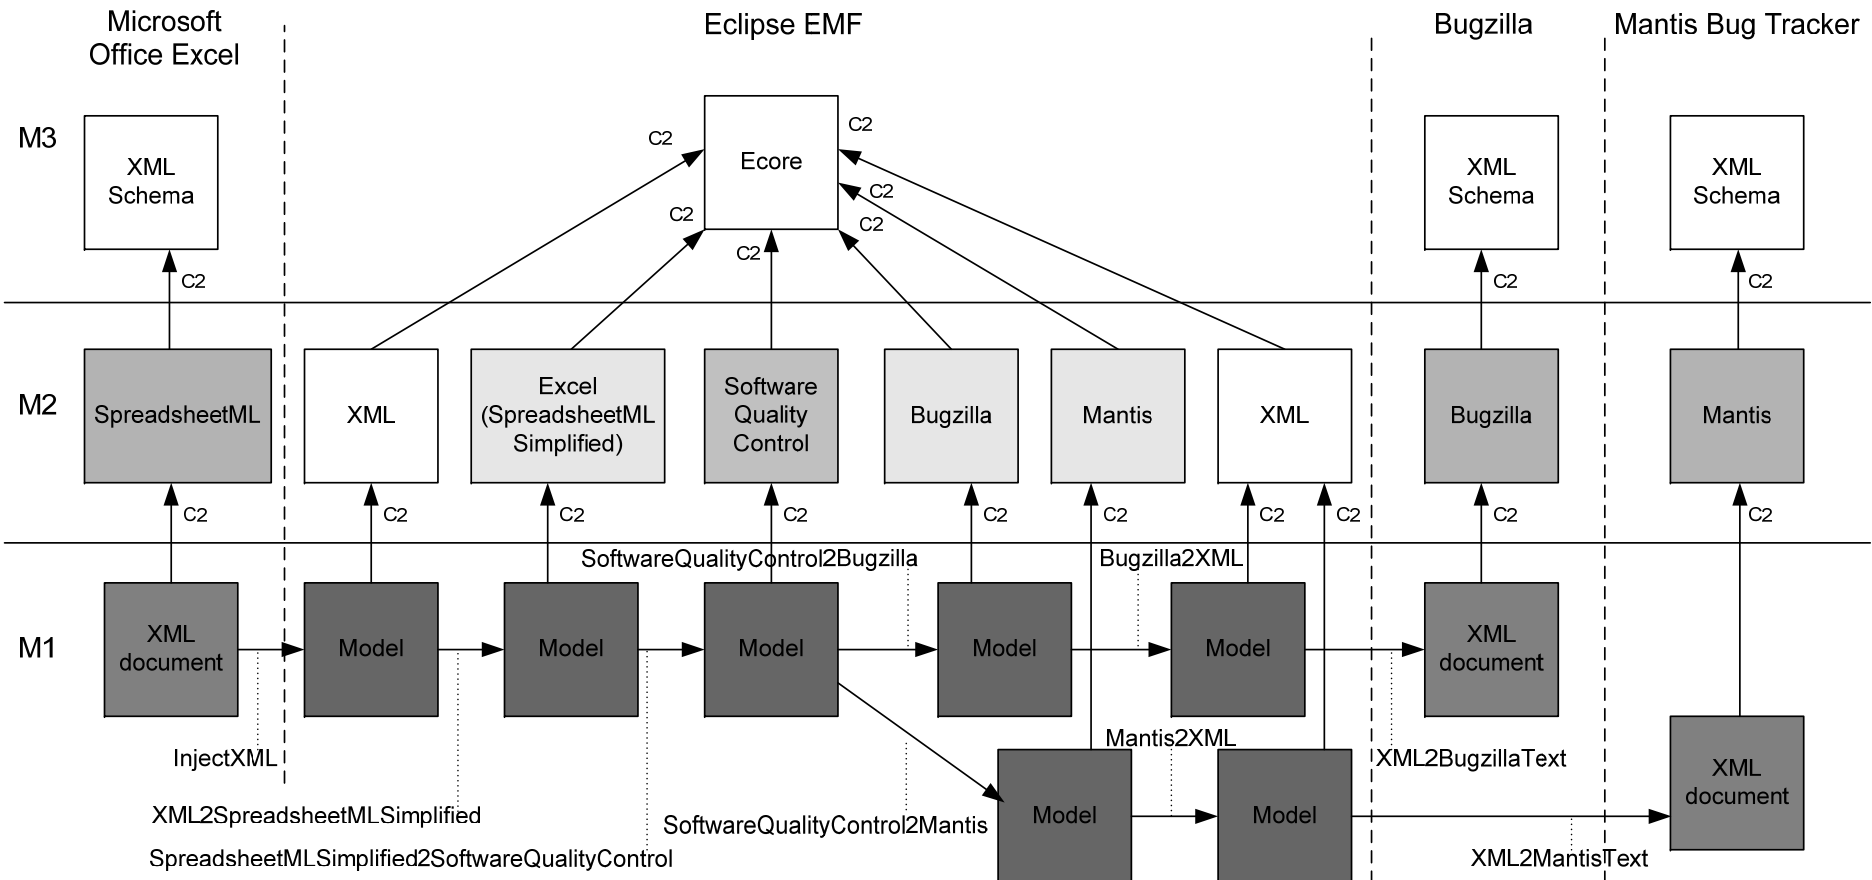 Microsoft
Office Excel
Eclipse EMF
Bugzilla
Mantis Bug Tracker
M3
XML
Schema
C2
Ecore
C2
C2
C2
C2
C2
C2
XML
Schema
C2
XML
Schema
C2
M2
SpreadsheetML
XML
Excel
(SpreadsheetML
Simplified)
Software
Quality
Control
Bugzilla
Mantis
XML
Bugzilla
Mantis
C2
C2
C2
C2
C2
C2
C2
C2
C2
C2
SoftwareQualityControl2Bugzilla
Bugzilla2XML
M1
XML
document
Model
Model
Model
Model
Model
XML
document
InjectXML
Mantis2XML
XML2BugzillaText
XML2SpreadsheetMLSimplified
SoftwareQualityControl2Mantis
Model
Model
XML
document
SpreadsheetMLSimplified2SoftwareQualityControl
XML2MantisText